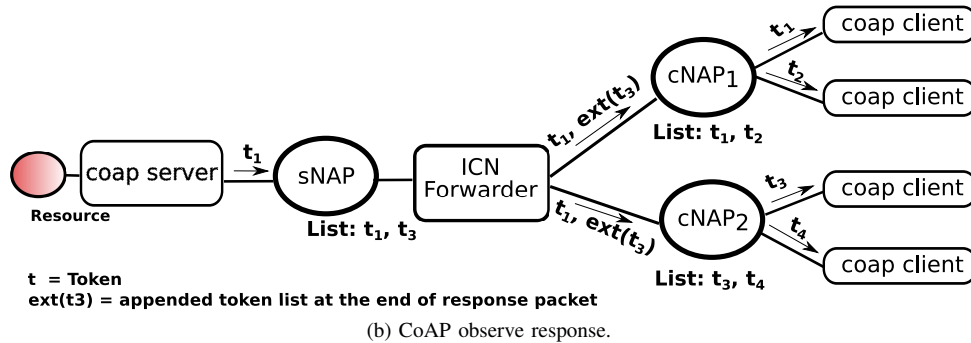 coap server
Resource
t1
sNAP
List: t1, t3
ICN
Forwarder
t1, ext(t3)
t1, ext(t3)
cNAP1
List: t1, t2
cNAP2
List: t3, t4
t1
coap client
t2
coap client
t3
coap client
t4
coap client
t = Token
ext(t3) = appended token list at the end of response packet
(b) CoAP observe response.